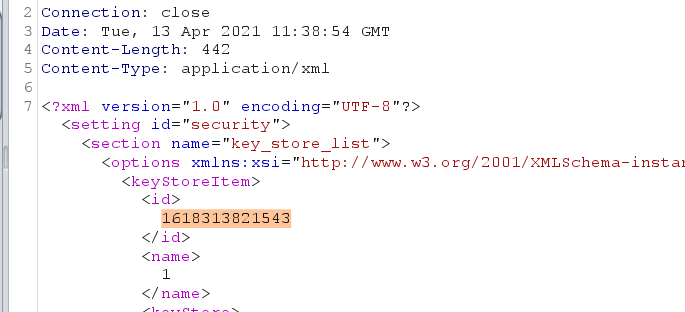 2 Connection: close
3 Date: Tue, 13 Apr 2021 11:38:54 GMT
4 Content-Length: 442
5 Content-Type: application/xml
6
7 <?xml version="1.0" encoding="UTF-8"?>
<setting id="security">
<section name="key_store_list">
<options xmlns:xsi="http://www.w3.org/2001/XMLSchema-instan
<keyStoreItem>
<id>
1618313821543
</id>
<name>
1
</name>
<keyStore>